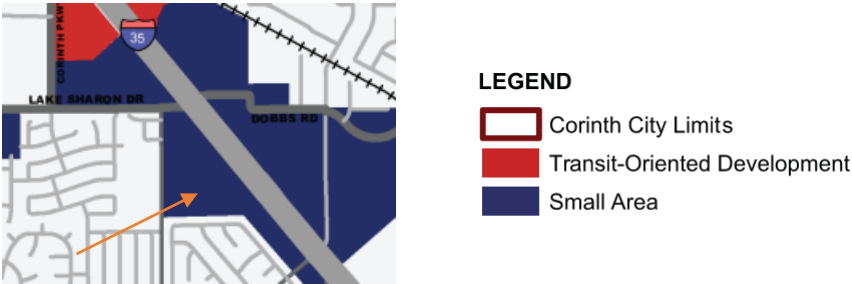 CORINTH PKWY
35
LAKE SHARON DR
DOBBS RD
LEGEND
Corinth City Limits
Transit-Oriented Development
Small Area